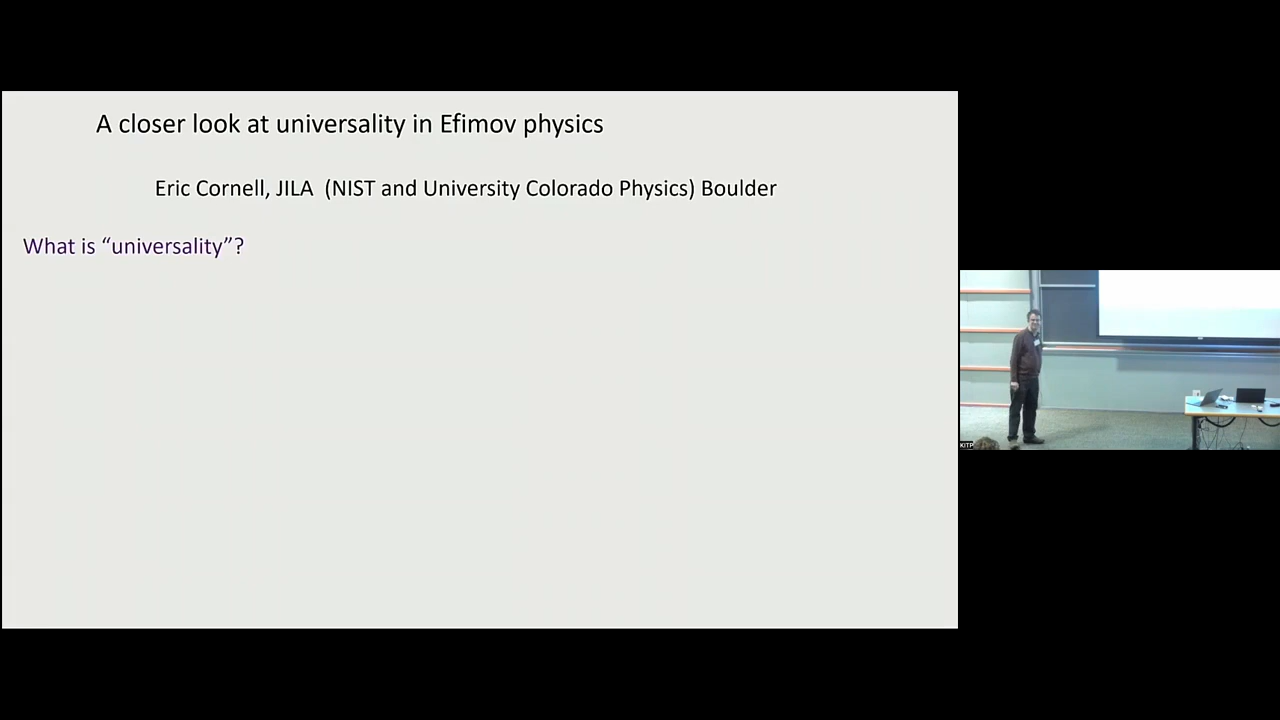 A closer look at universality in Efimov physics
Eric Cornell, JILA (NIST and University Colorado Physics) Boulder
What is “universality”?
KITP